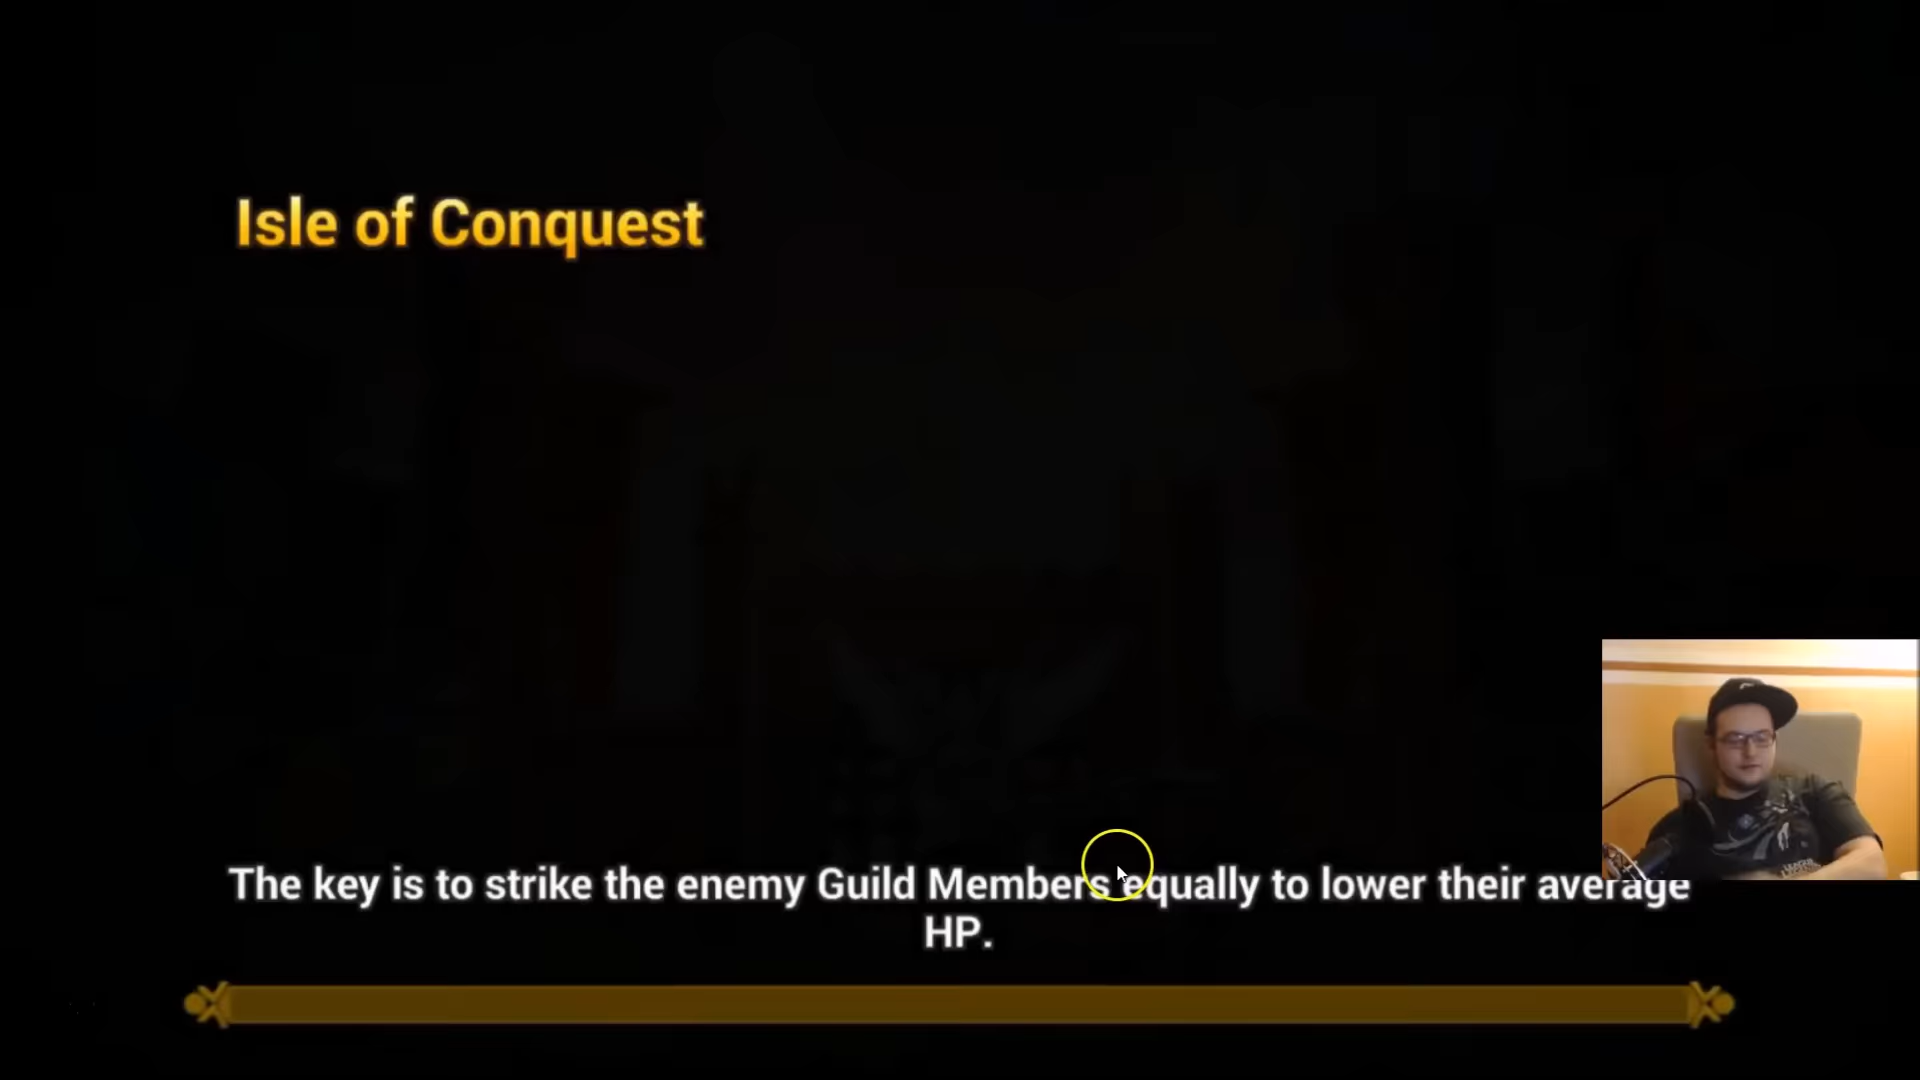 Isle of Conquest
The key is to strike the enemy Guild Members equally to lower their average
HP.